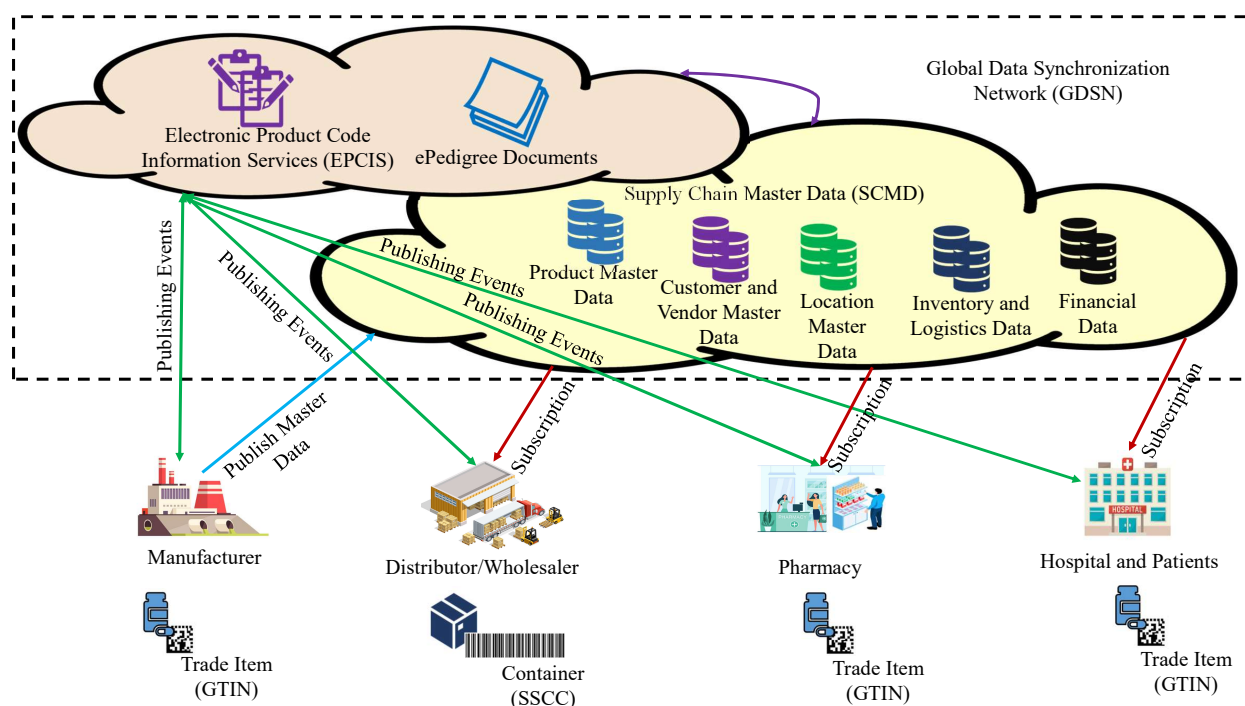 Global Data Synchronization
Network (GDSN)
Electronic Product Code
Information Services (EPCIS)
ePedigree Documents
Supply Chain Master Data (SCMD)
Product Master
Data
Customer and
Vendor Master
Data
Location
Master
Data
Inventory and
Logistics Data
Financial
Data
Publishing Events
Publishing Events
Publishing Events
Publishing Events
Publish Master
Data
Subscription
Subscription
Subscription
HOSPITAL
Manufacturer
Distributor/Wholesaler
Pharmacy
Hospital and Patients
Trade Item
(GTIN)
Container
(SSCC)
Trade Item
(GTIN)
Trade Item
(GTIN)